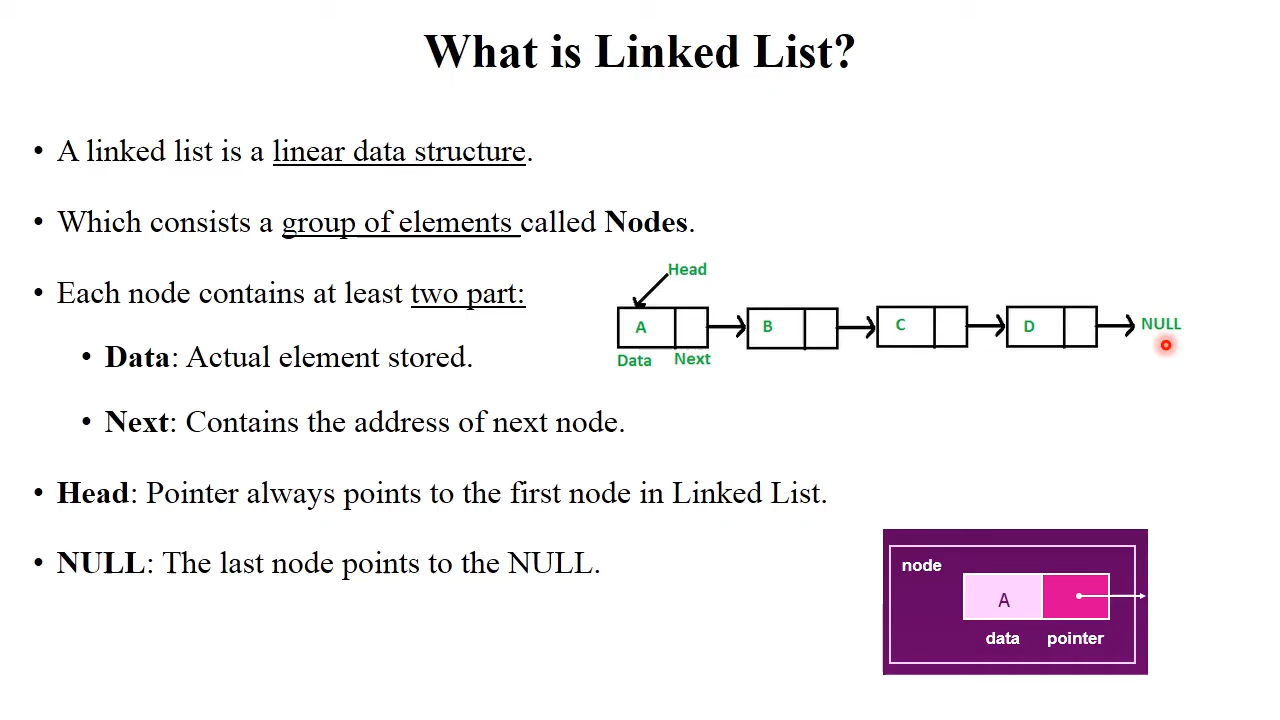 What is Linked List?
• A linked list is a linear data structure.
• Which consists a group of elements called Nodes.
• Each node contains at least two part:
• Data: Actual element stored.
• Next: Contains the address of next node.
• Head: Pointer always points to the first node in Linked List.
• NULL: The last node points to the NULL.
Head
A B C D NULL
Data Next
node
A
data pointer